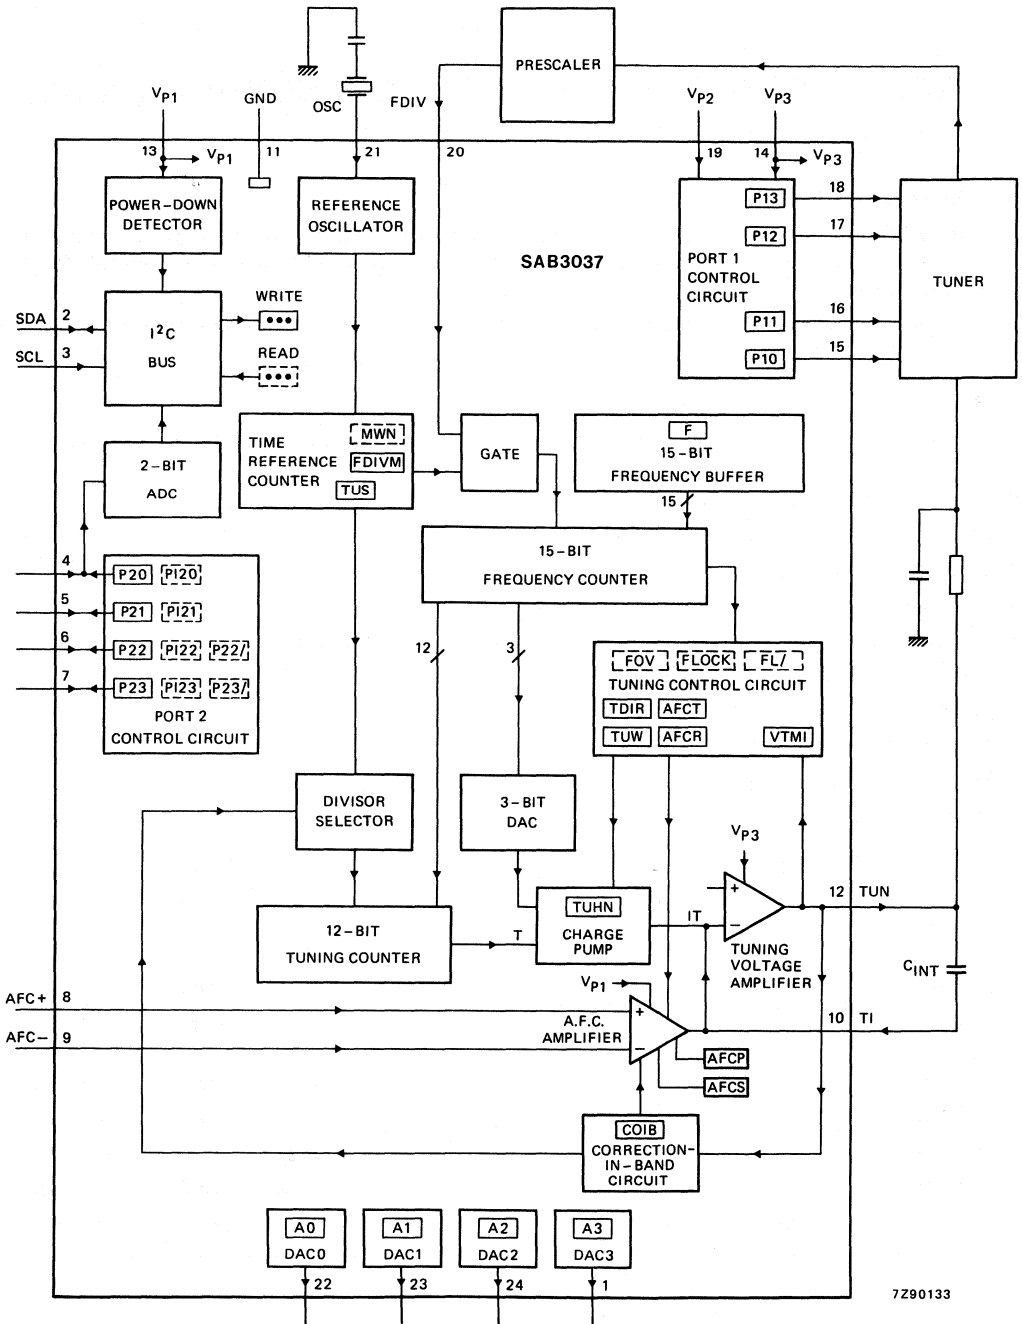 PRESCALER
OSC
FDIV
VP1
GND
VP2
VP3
13
VP1
11
21
20
19
14
VP3
POWER-DOWN
DETECTOR
REFERENCE
OSCILLATOR
SAB3037
P13
P12
PORT 1
CONTROL
CIRCUIT
P11
P10
18
17
16
15
TUNER
SDA
2
SCL
3
I2C
BUS
WRITE
READ
2-BIT
ADC
TIME
REFERENCE
COUNTER
MWN
FDIVM
TUS
GATE
F
15-BIT
FREQUENCY BUFFER
15
15-BIT
FREQUENCY COUNTER
4
5
6
7
P20
PI20
P21
PI21
P22
PI22
P22/
P23
PI23
P23/
PORT 2
CONTROL CIRCUIT
12
3
FOV
FLOCK
FL/
TUNING CONTROL CIRCUIT
TDIR
AFCT
TUW
AFCR
VTMI
DIVISOR
SELECTOR
3-BIT
DAC
VP3
12
TUN
12-BIT
TUNING COUNTER
T
TUHN
CHARGE
PUMP
IT
+
−
TUNING
VOLTAGE
AMPLIFIER
CINT
VP1
AFC+
8
AFC−
9
A.F.C.
AMPLIFIER
+
−
10
TI
AFCP
AFCS
COIB
CORRECTION-
IN-BAND
CIRCUIT
A0
DAC0
A1
DAC1
A2
DAC2
A3
DAC3
22
23
24
1
7Z90133